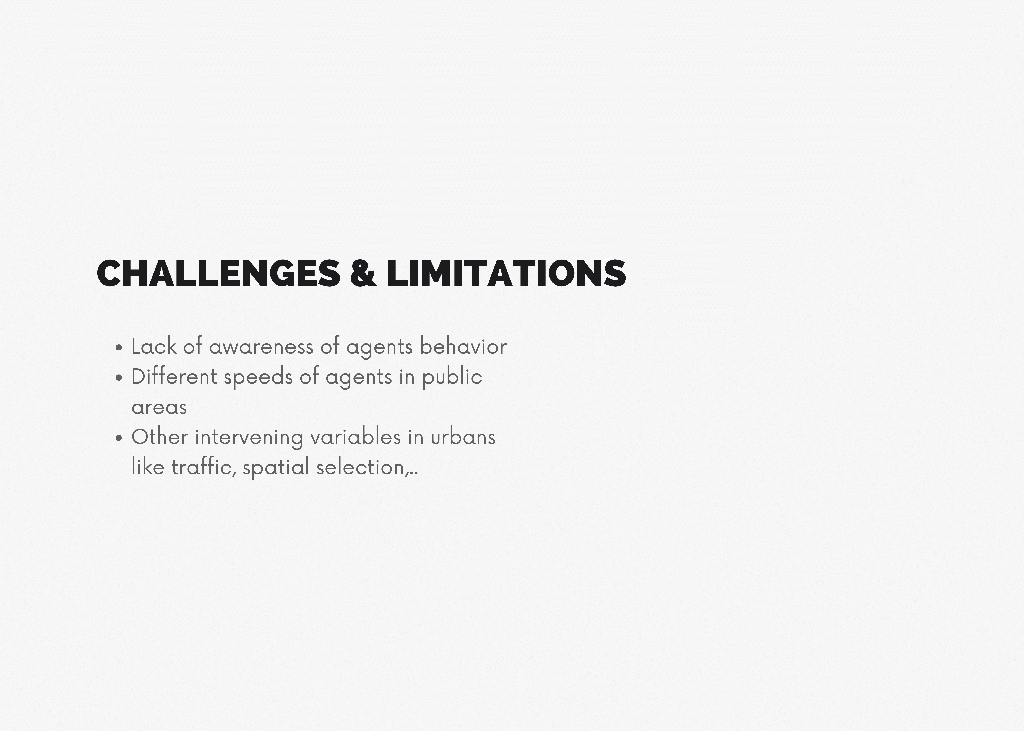 CHALLENGES & LIMITATIONS
• Lack of awareness of agents behavior
• Different speeds of agents in public
areas
• Other intervening variables in urbans
like traffic, spatial selection,..